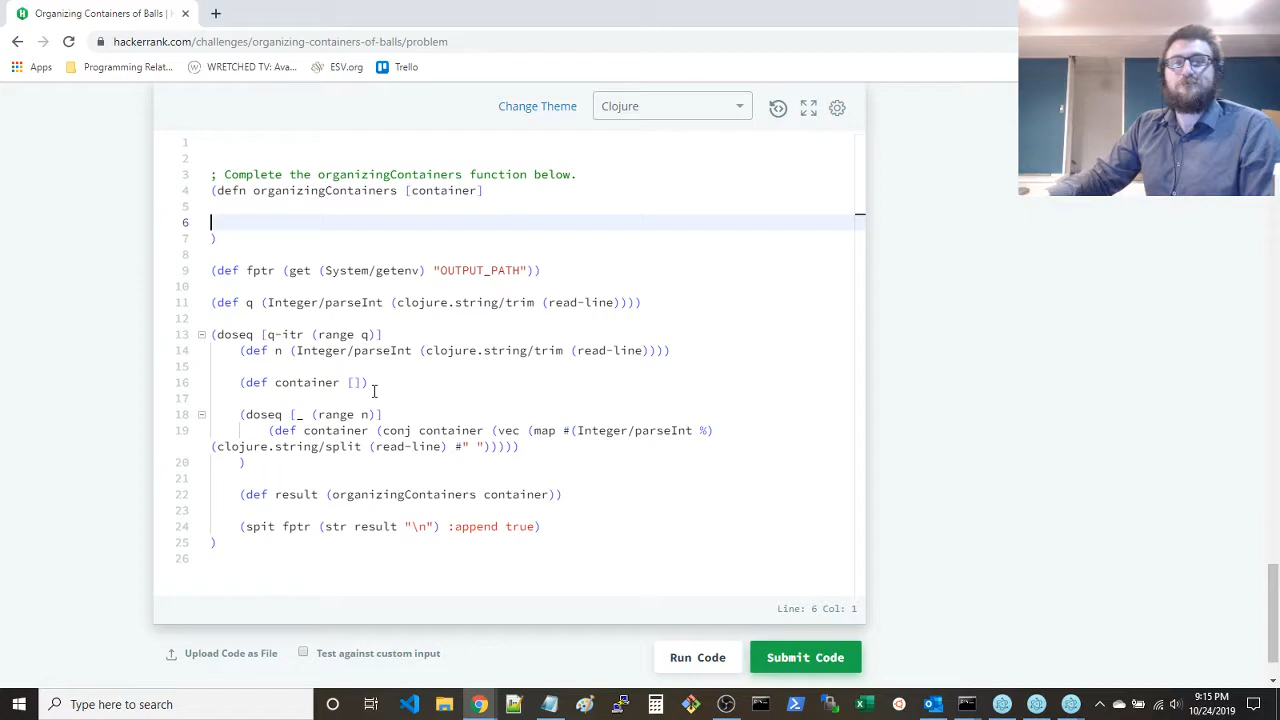 Organizing Containers of Balls |
hackerrank.com/challenges/organizing-containers-of-balls/problem
Apps
Programming Relat...
WRETCHED TV: Ava...
ESV.org
Trello
Change Theme
Clojure
1
2
3 ; Complete the organizingContainers function below.
4 (defn organizingContainers [container]
5
6
7 )
8
9 (def fptr (get (System/getenv) "OUTPUT_PATH"))
10
11 (def q (Integer/parseInt (clojure.string/trim (read-line))))
12
13 (doseq [q-itr (range q)]
14 (def n (Integer/parseInt (clojure.string/trim (read-line))))
15
16 (def container [])
17
18 (doseq [_ (range n)]
19 (def container (conj container (vec (map #(Integer/parseInt %)
(clojure.string/split (read-line) #" ")))))
20 )
21
22 (def result (organizingContainers container))
23
24 (spit fptr (str result "\n") :append true)
25 )
26
Line: 6 Col: 1
Upload Code as File
Test against custom input
Run Code
Submit Code
Type here to search
9:15 PM
10/24/2019